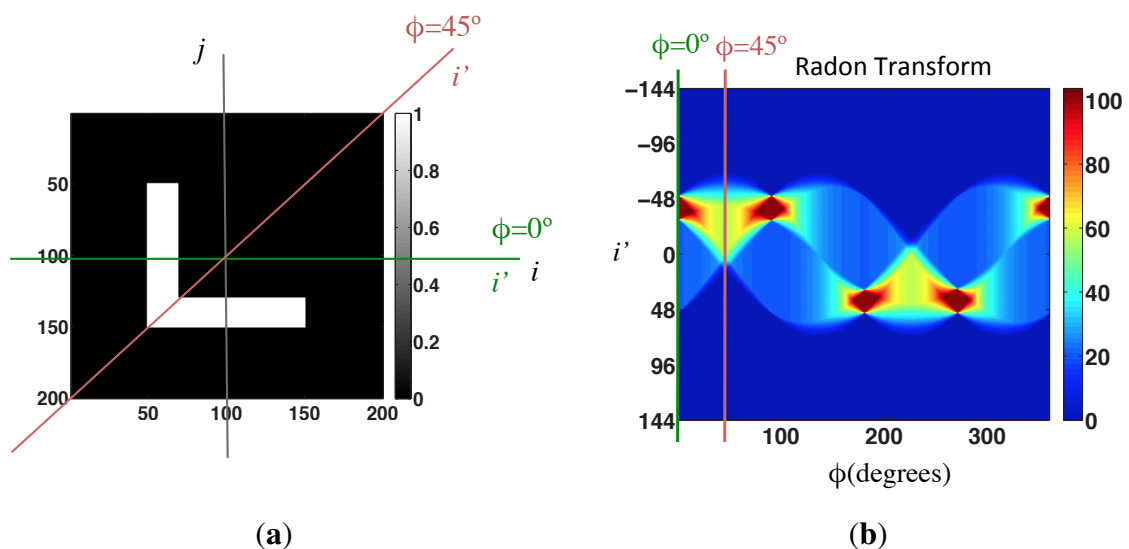 ϕ=45º
j
i’
1
0.8
0.6
0.4
0.2
0
50
100
150
200
50
100
150
200
ϕ=0º
i’
i
(a)
ϕ=0º
ϕ=45º
Radon Transform
−144
−96
−48
0
48
96
144
i’
100
200
300
ϕ(degrees)
100
80
60
40
20
0
(b)